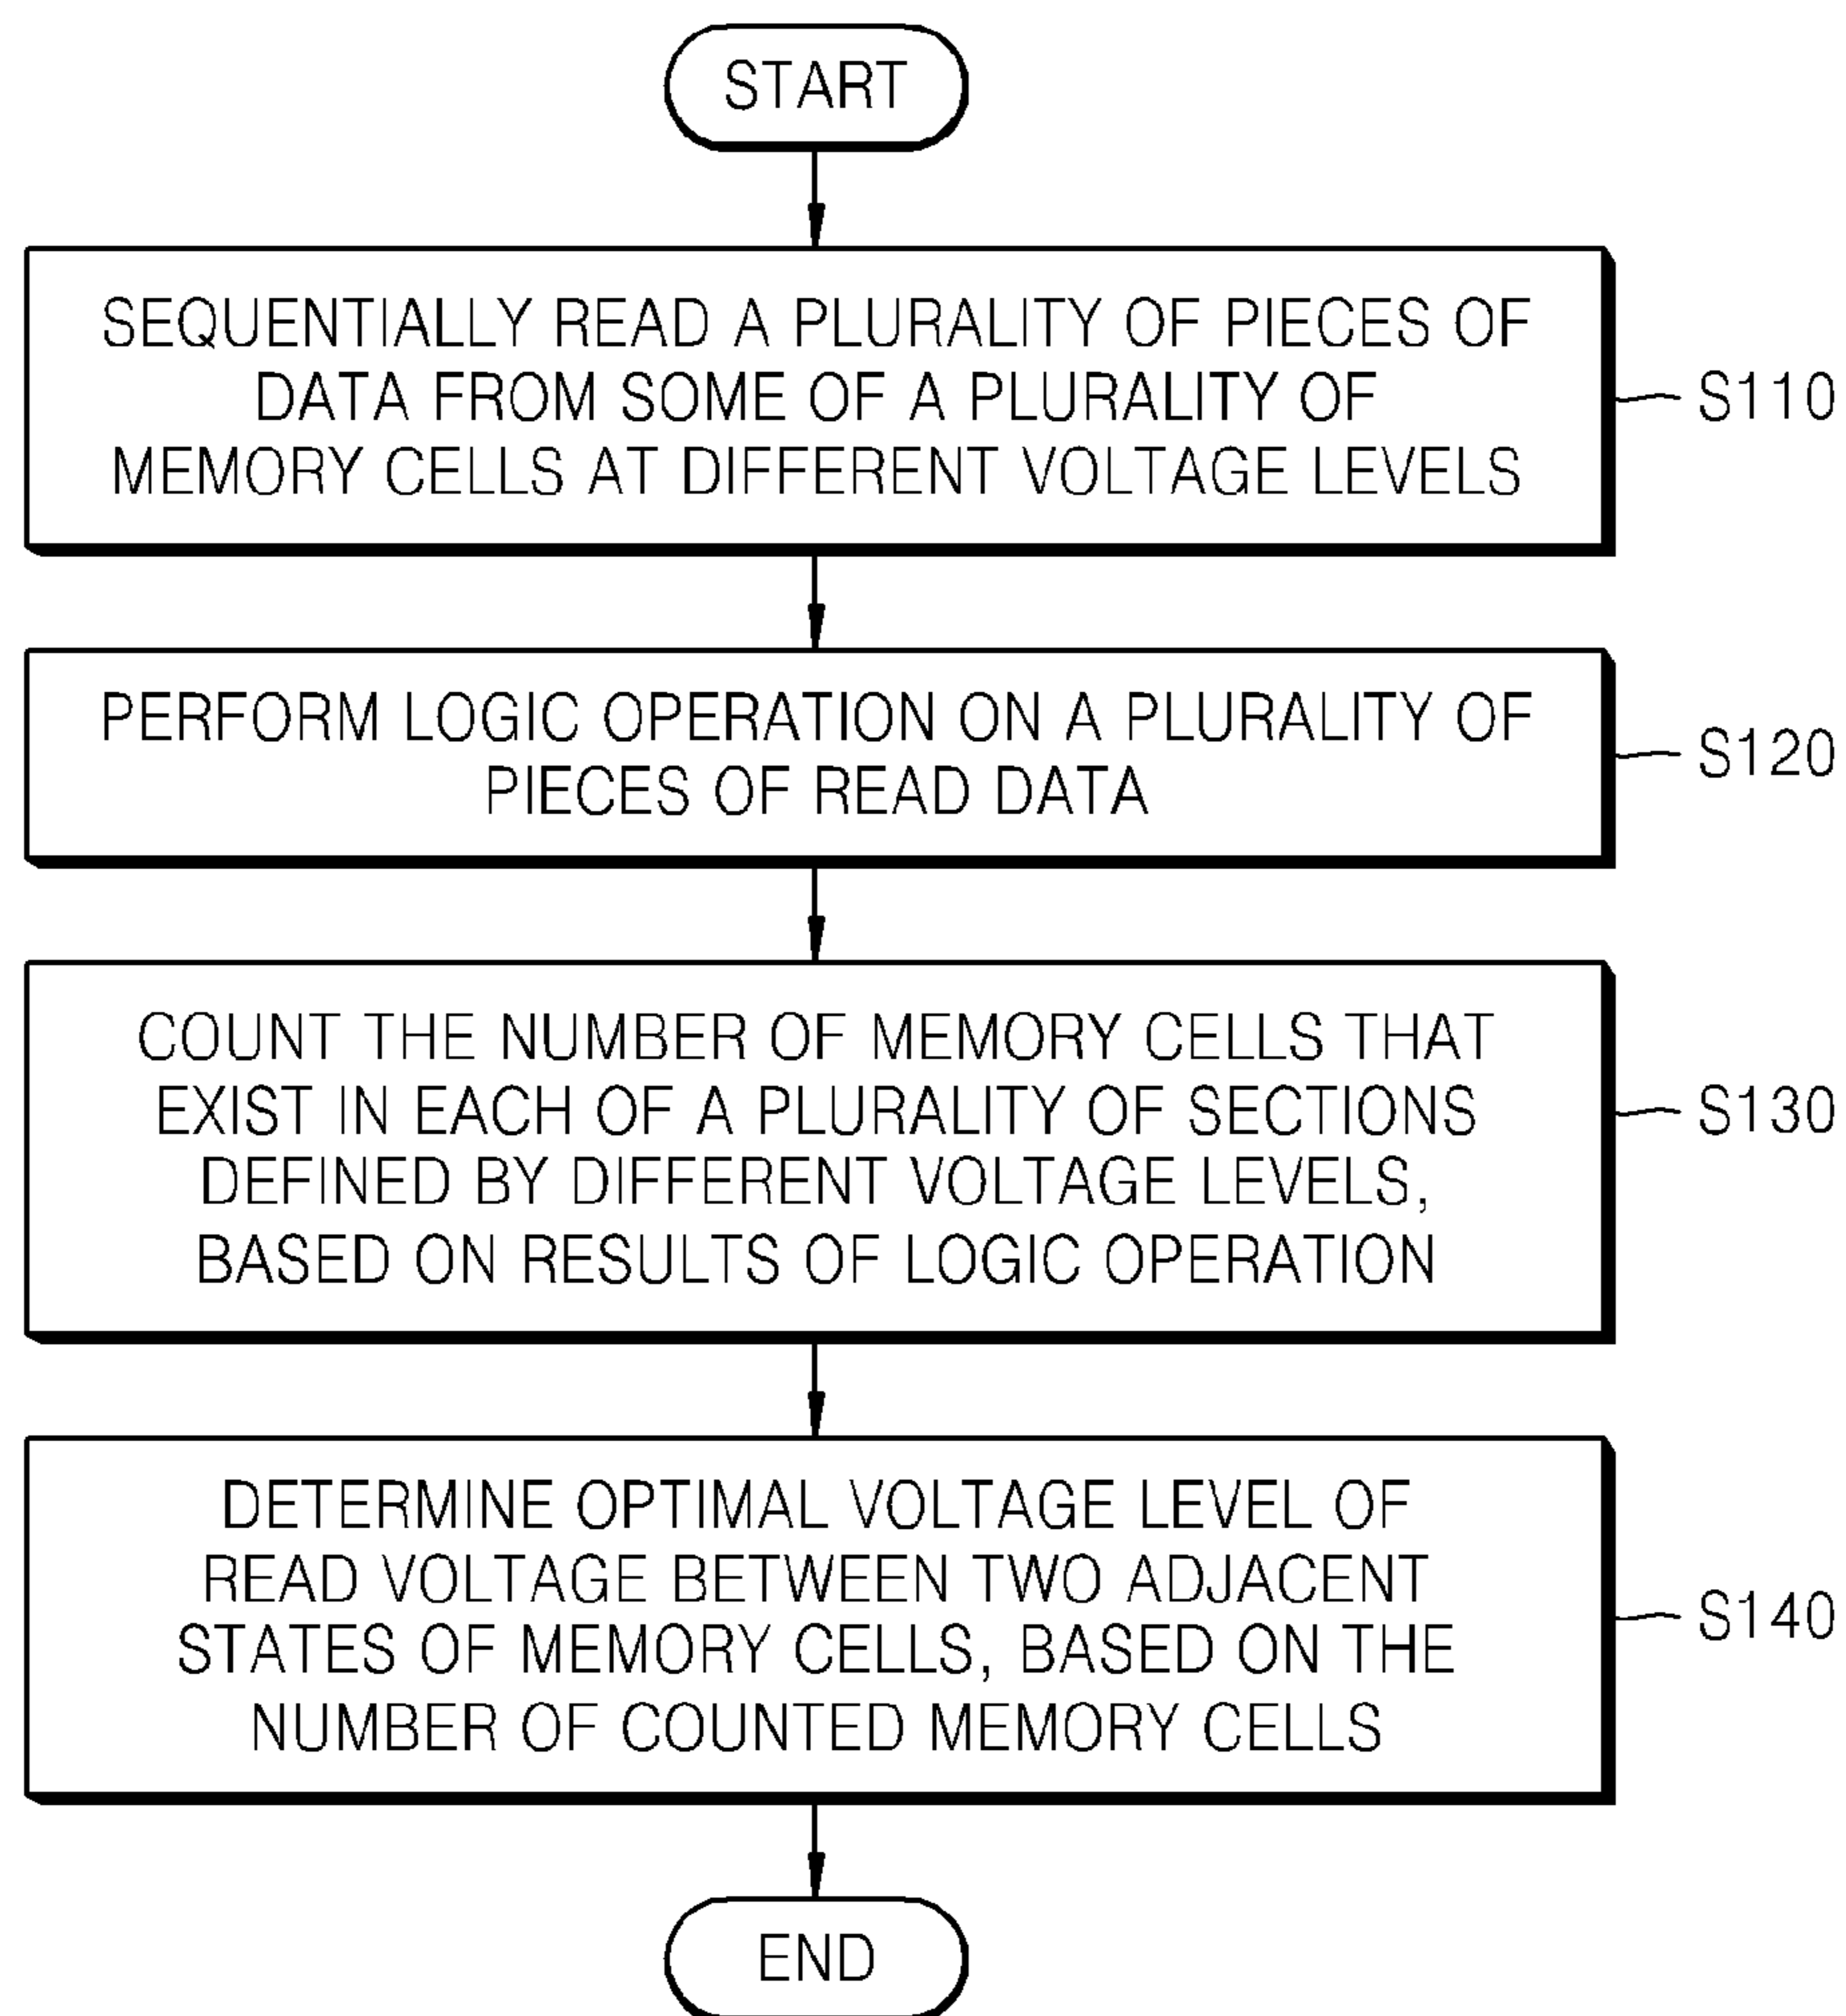 START
SEQUENTIALLY READ A PLURALITY OF PIECES OF
DATA FROM SOME OF A PLURALITY OF
MEMORY CELLS AT DIFFERENT VOLTAGE LEVELS
S110
PERFORM LOGIC OPERATION ON A PLURALITY OF
PIECES OF READ DATA
S120
COUNT THE NUMBER OF MEMORY CELLS THAT
EXIST IN EACH OF A PLURALITY OF SECTIONS
DEFINED BY DIFFERENT VOLTAGE LEVELS,
BASED ON RESULTS OF LOGIC OPERATION
S130
DETERMINE OPTIMAL VOLTAGE LEVEL OF
READ VOLTAGE BETWEEN TWO ADJACENT
STATES OF MEMORY CELLS, BASED ON THE
NUMBER OF COUNTED MEMORY CELLS
S140
END